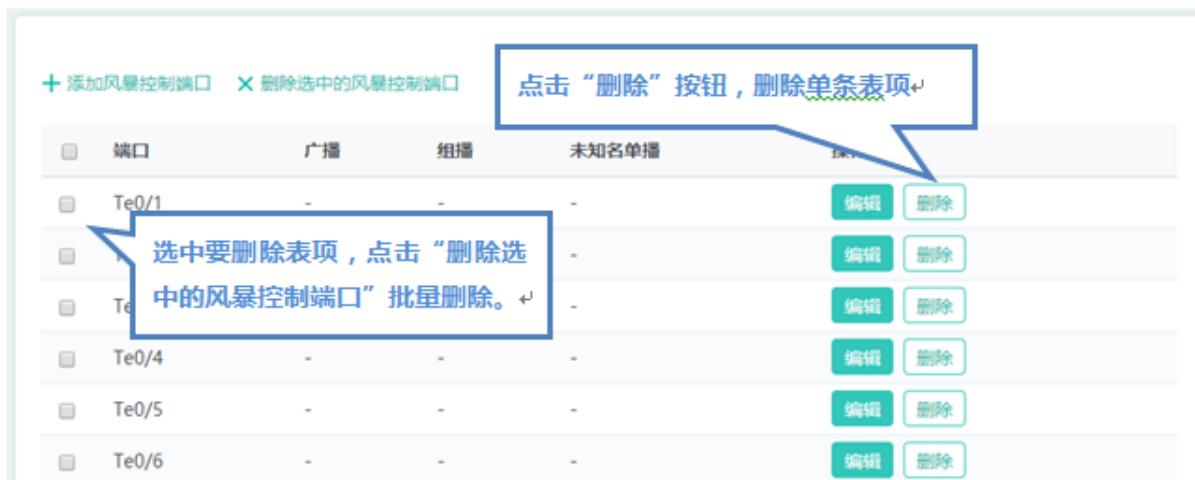 添加风暴控制端口 删除选中的风暴控制端口
点击“删除”按钮，删除单条表项
端口 广播 组播 未知名单播
Te0/1 - - - 编辑 删除
选中要删除表项，点击“删除选
中的风暴控制端口”批量删除。
- 编辑 删除
- 编辑 删除
Te0/4 - - - 编辑 删除
Te0/5 - - - 编辑 删除
Te0/6 - - - 编辑 删除